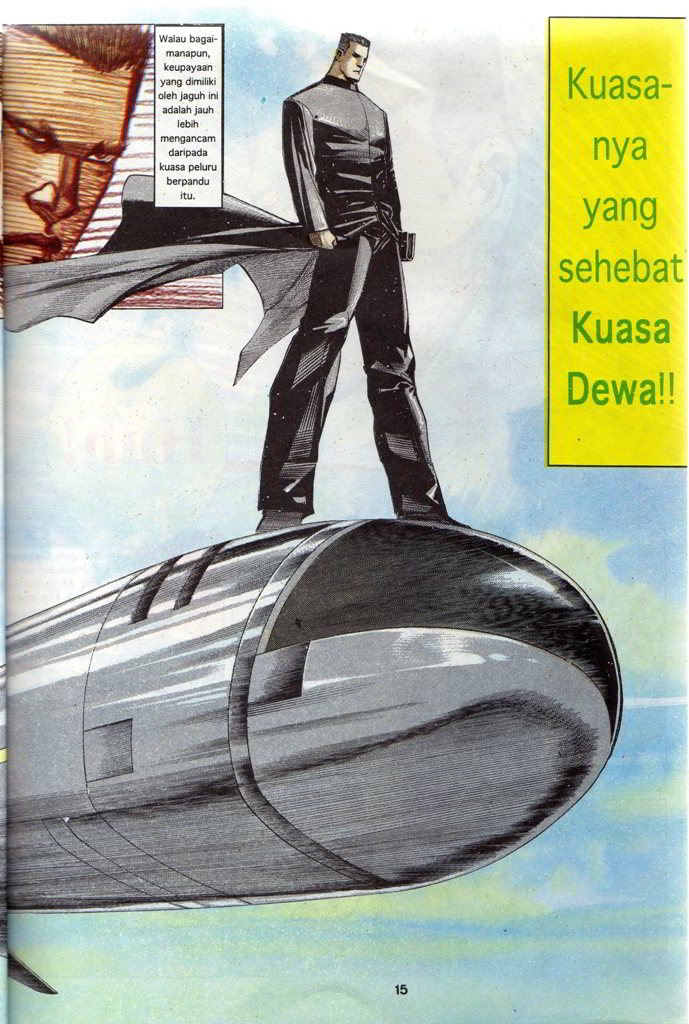 Walau bagai-
manapun,
keupayaan
yang dimiliki
oleh jaguh ini
adalah jauh
lebih
mengancam
daripada
kuasa peluru
berpandu
itu.
Kuasa-
nya
yang
sehebat
Kuasa
Dewa!!
15